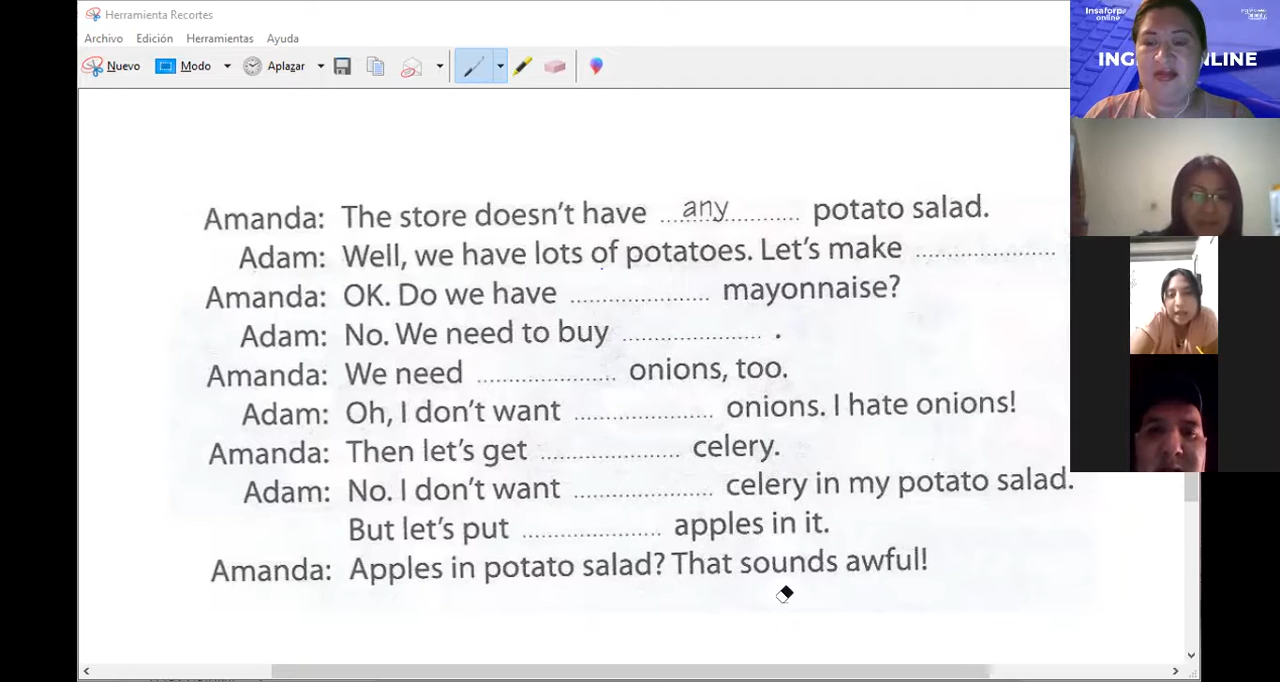 Herramienta Recortes
Archivo Edición Herramientas Ayuda
Nuevo Modo Aplazar
Insaforp online
INGL NLINE
Amanda: The store doesn't have ....any.......... potato salad.
Adam: Well, we have lots of potatoes. Let's make ....................
Amanda: OK. Do we have .................... mayonnaise?
Adam: No. We need to buy .................... .
Amanda: We need .................... onions, too.
Adam: Oh, I don't want .................... onions. I hate onions!
Amanda: Then let's get .................... celery.
Adam: No. I don't want .................... celery in my potato salad.
But let's put .................... apples in it.
Amanda: Apples in potato salad? That sounds awful!